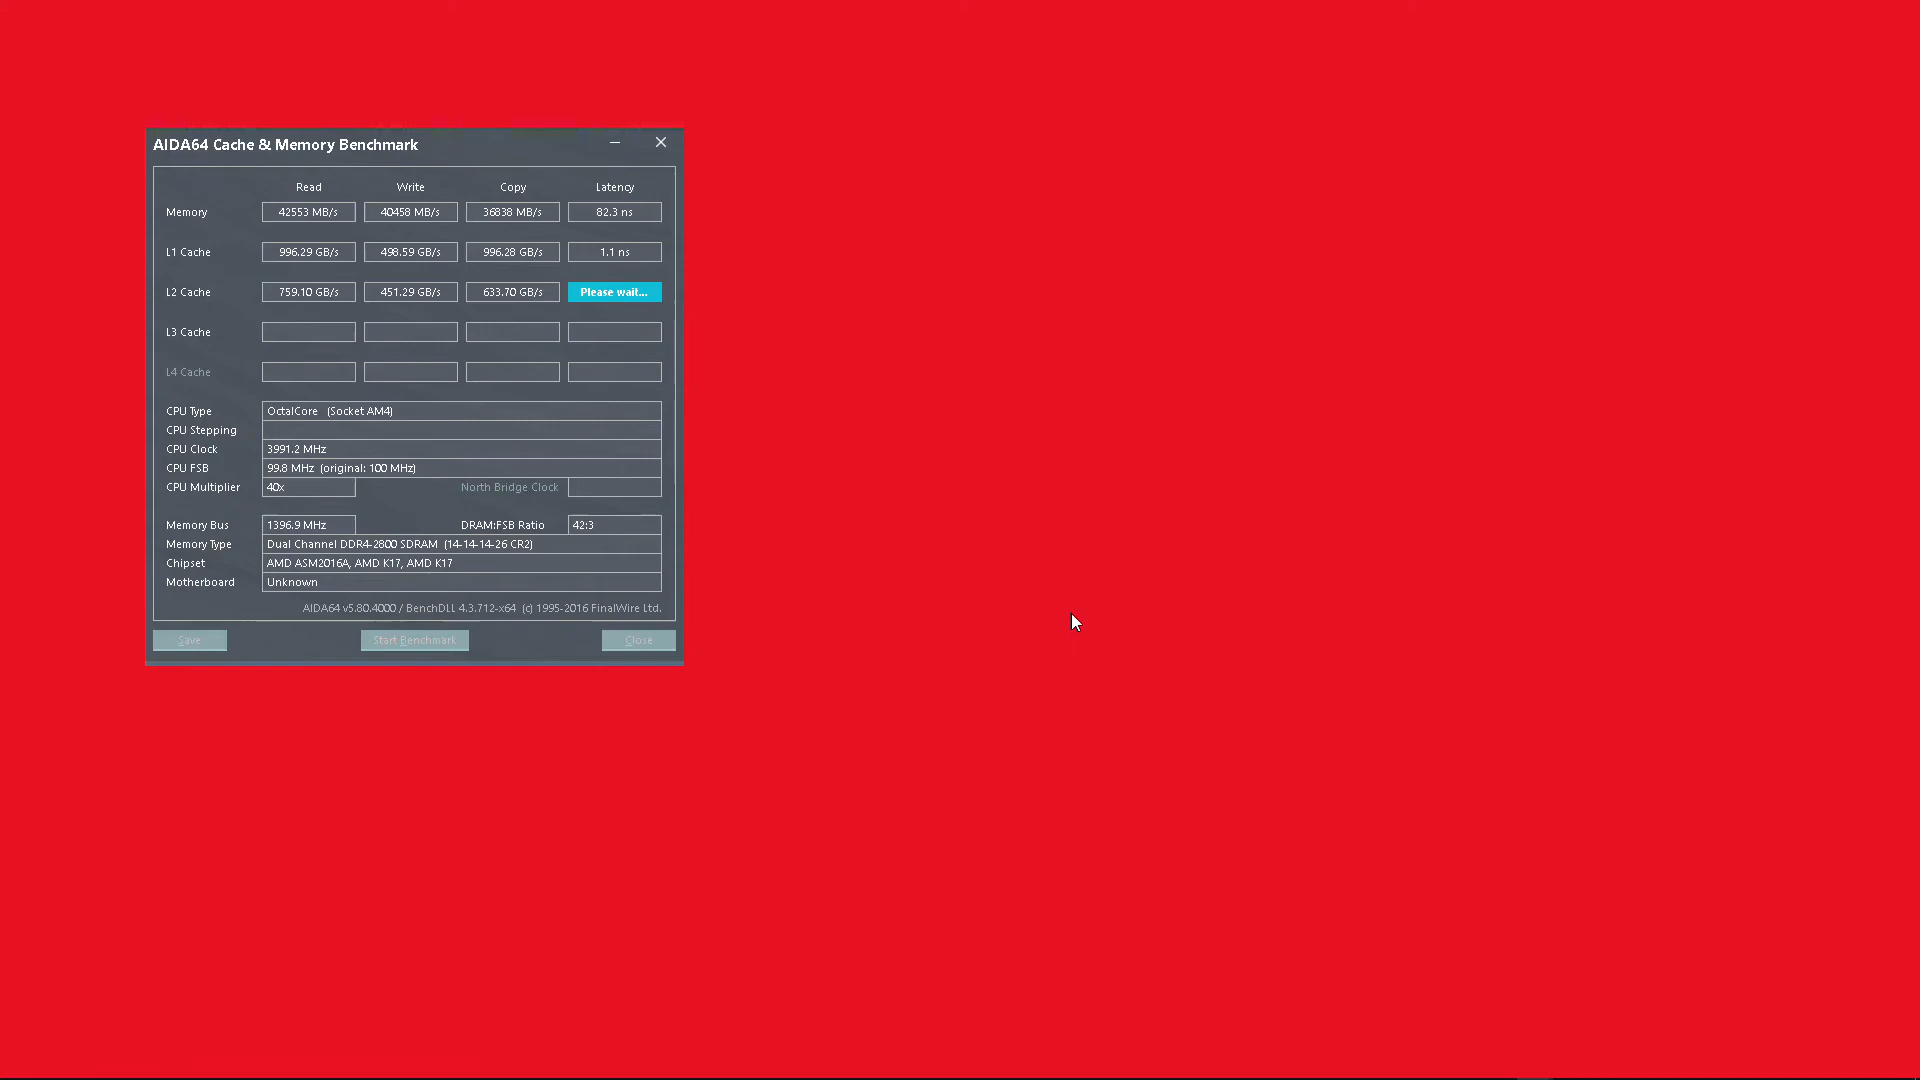 AIDA64 Cache & Memory Benchmark
Read Write Copy Latency
Memory 42553 MB/s 40458 MB/s 36838 MB/s 82.3 ns
L1 Cache 996.29 GB/s 498.59 GB/s 996.28 GB/s 1.1 ns
L2 Cache 759.10 GB/s 451.29 GB/s 633.70 GB/s Please wait...
L3 Cache
L4 Cache
CPU Type OctalCore (Socket AM4)
CPU Stepping
CPU Clock 3991.2 MHz
CPU FSB 99.8 MHz (original: 100 MHz)
CPU Multiplier 40x North Bridge Clock
Memory Bus 1396.9 MHz DRAM:FSB Ratio 42:3
Memory Type Dual Channel DDR4-2800 SDRAM (14-14-14-26 CR2)
Chipset AMD ASM2016A, AMD K17, AMD K17
Motherboard Unknown
AIDA64 v5.80.4000 / BenchDLL 4.3.712-x64 (c) 1995-2016 FinalWire Ltd.
Save Start Benchmark Close